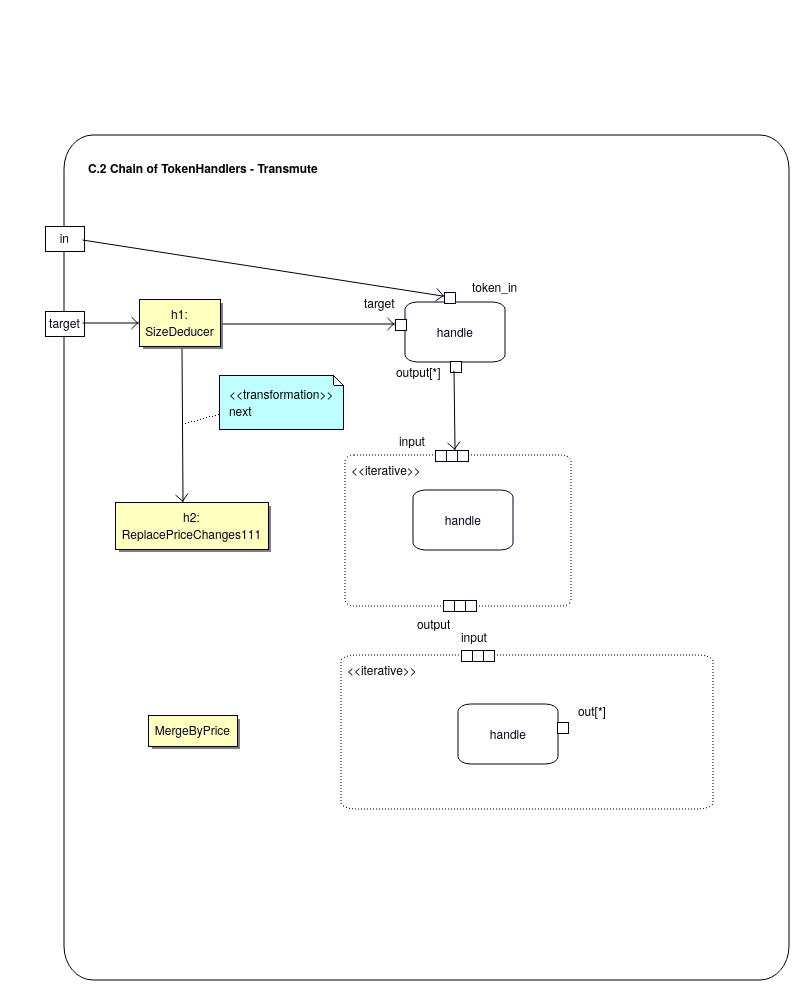 C.2 Chain of TokenHandlers - Transmute
in
token_in
target
target
h1:
SizeDeducer
handle
output[*]
<<transformation>>
next
input
<<iterative>>
h2:
ReplacePriceChanges111
handle
output
input
<<iterative>>
out[*]
MergeByPrice
handle